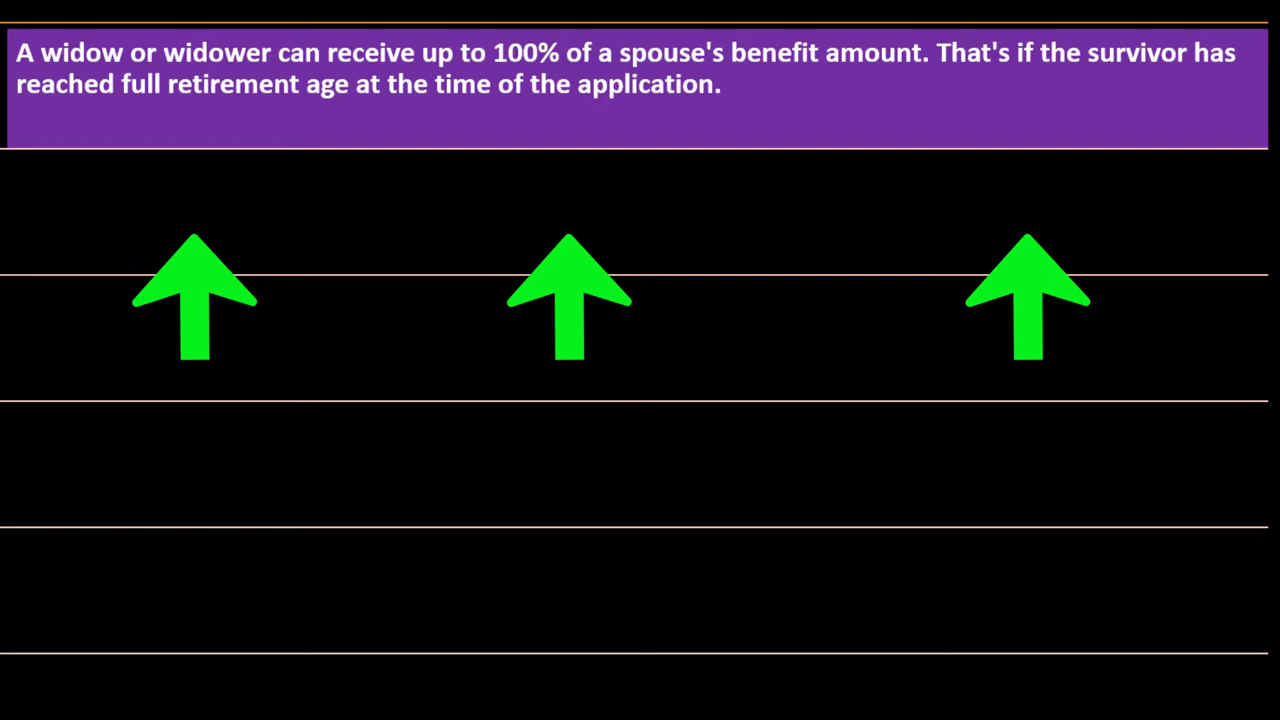 A widow or widower can receive up to 100% of a spouse's benefit amount. That's if the survivor has
reached full retirement age at the time of the application.